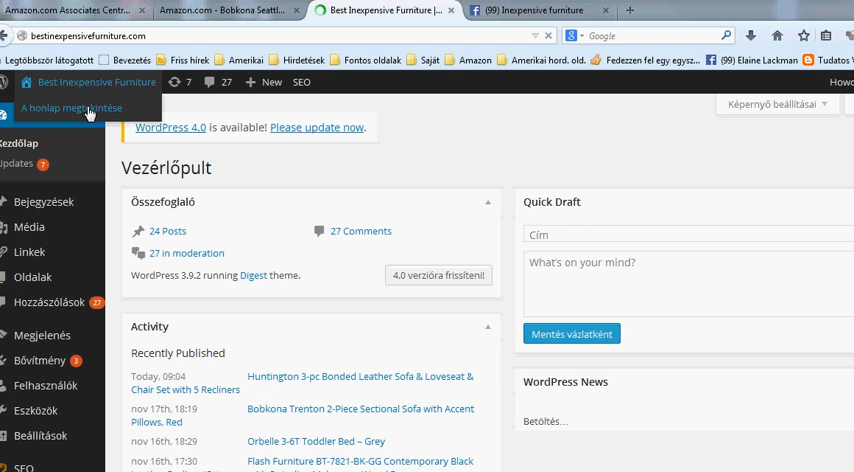 Amazon.com Associates Centr...
Amazon.com - Bobkona Seattl...
Best Inexpensive Furniture |...
(99) Inexpensive furniture
bestinexpensivefurniture.com
Google
Legtöbbször látogatott
Bevezetés
Friss hírek
Amerikai
Hirdetések
Fontos oldalak
Saját
Amazon
Amerikai hord. old.
Fedezzen fel egy egysz...
(99) Elaine Lackman
Tudatos V
Best Inexpensive Furniture
7
27
New
SEO
Howd
A honlap megtekintése
Képernyő beállításai
WordPress 4.0 is available! Please update now.
Kezdőlap
Updates 7
Vezérlőpult
Bejegyzések
Média
Linkek
Oldalak
Hozzászólások 27
Megjelenés
Bővítmény 3
Felhasználók
Eszközök
Beállítások
SEO
Összefoglaló
24 Posts
27 Comments
27 in moderation
WordPress 3.9.2 running Digest theme.
4.0 verzióra frissíteni!
Activity
Recently Published
Today, 09:04
Huntington 3-pc Bonded Leather Sofa & Loveseat &
Chair Set with 5 Recliners
nov 17th, 18:19
Bobkona Trenton 2-Piece Sectional Sofa with Accent
Pillows, Red
nov 16th, 18:29
Orbelle 3-6T Toddler Bed – Grey
nov 16th, 17:30
Flash Furniture BT-7821-BK-GG Contemporary Black
Quick Draft
Cím
What's on your mind?
Mentés vázlatként
WordPress News
Betöltés...